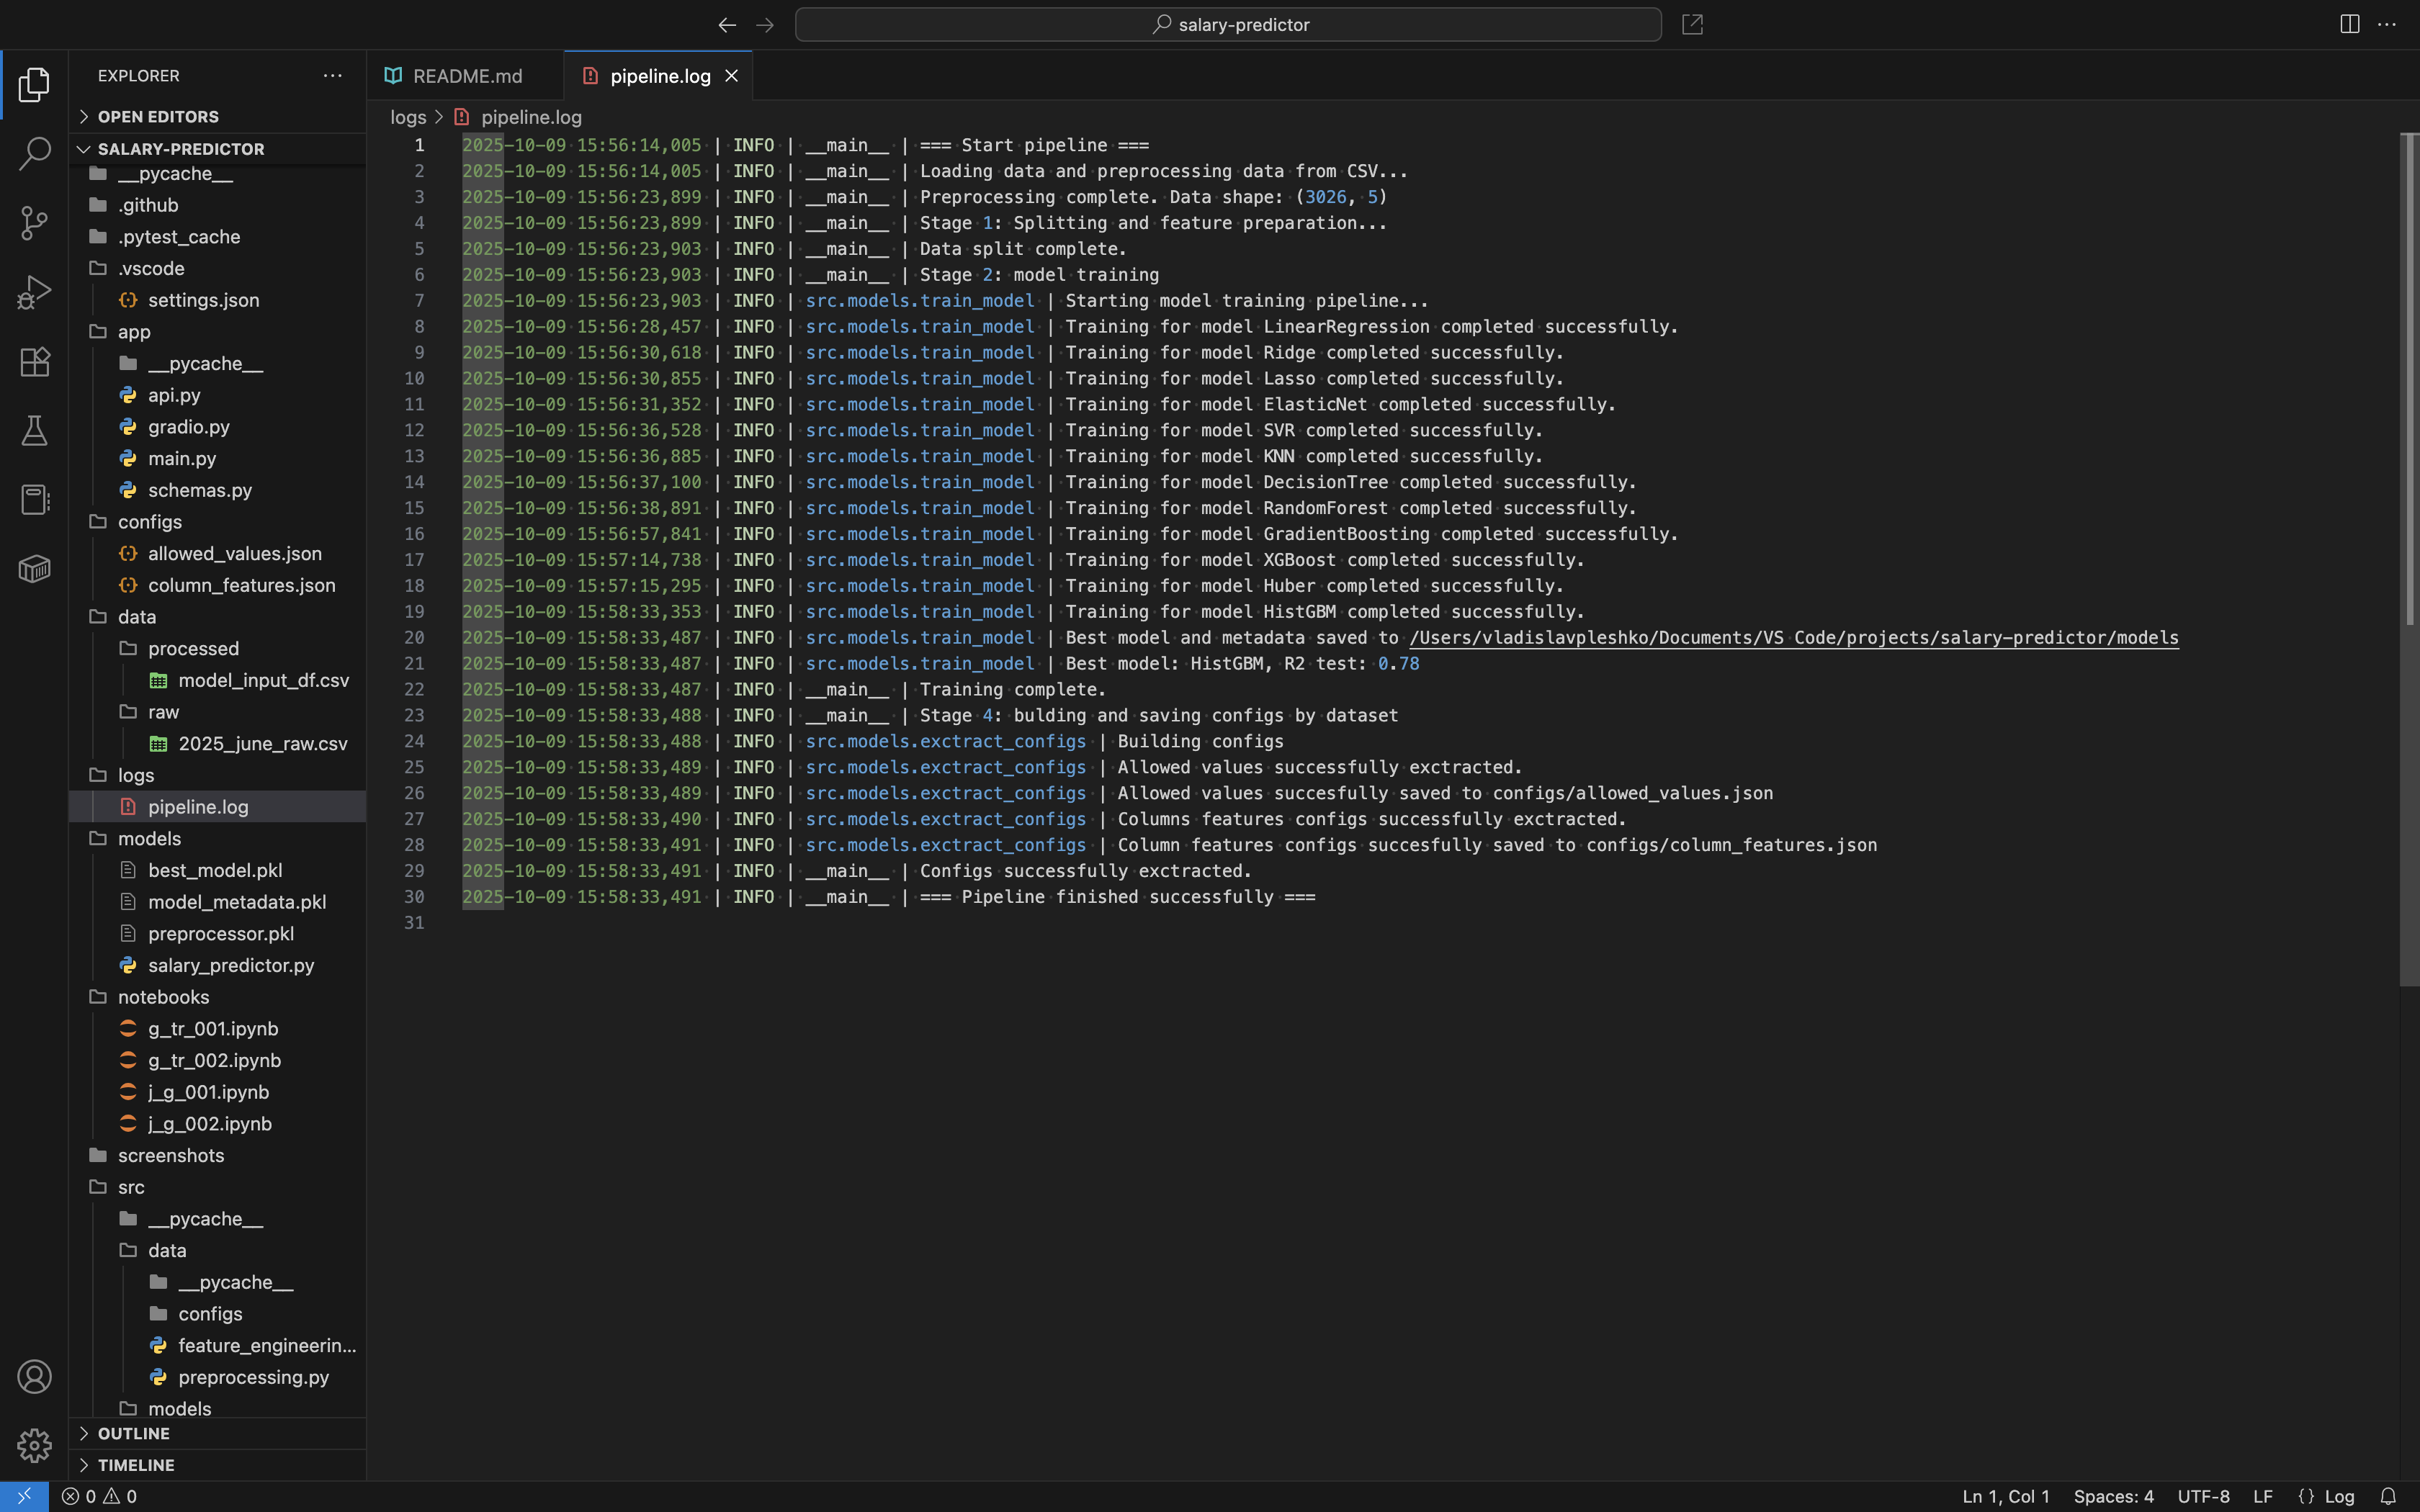 salary-predictor
EXPLORER
OPEN EDITORS
SALARY-PREDICTOR
__pycache__
.github
.pytest_cache
.vscode
settings.json
app
__pycache__
api.py
gradio.py
main.py
schemas.py
configs
allowed_values.json
column_features.json
data
processed
model_input_df.csv
raw
2025_june_raw.csv
logs
pipeline.log
models
best_model.pkl
model_metadata.pkl
preprocessor.pkl
salary_predictor.py
notebooks
g_tr_001.ipynb
g_tr_002.ipynb
j_g_001.ipynb
j_g_002.ipynb
screenshots
src
__pycache__
data
__pycache__
configs
feature_engineerin...
preprocessing.py
models
OUTLINE
TIMELINE
README.md pipeline.log
logs > pipeline.log
1 2025-10-09 15:56:14,005 | INFO | __main__ | === Start pipeline ===
2 2025-10-09 15:56:14,005 | INFO | __main__ | Loading data and preprocessing data from CSV...
3 2025-10-09 15:56:23,899 | INFO | __main__ | Preprocessing complete. Data shape: (3026, 5)
4 2025-10-09 15:56:23,899 | INFO | __main__ | Stage 1: Splitting and feature preparation...
5 2025-10-09 15:56:23,903 | INFO | __main__ | Data split complete.
6 2025-10-09 15:56:23,903 | INFO | __main__ | Stage 2: model training
7 2025-10-09 15:56:23,903 | INFO | src.models.train_model | Starting model training pipeline...
8 2025-10-09 15:56:28,457 | INFO | src.models.train_model | Training for model LinearRegression completed successfully.
9 2025-10-09 15:56:30,618 | INFO | src.models.train_model | Training for model Ridge completed successfully.
10 2025-10-09 15:56:30,855 | INFO | src.models.train_model | Training for model Lasso completed successfully.
11 2025-10-09 15:56:31,352 | INFO | src.models.train_model | Training for model ElasticNet completed successfully.
12 2025-10-09 15:56:36,528 | INFO | src.models.train_model | Training for model SVR completed successfully.
13 2025-10-09 15:56:36,885 | INFO | src.models.train_model | Training for model KNN completed successfully.
14 2025-10-09 15:56:37,100 | INFO | src.models.train_model | Training for model DecisionTree completed successfully.
15 2025-10-09 15:56:38,891 | INFO | src.models.train_model | Training for model RandomForest completed successfully.
16 2025-10-09 15:56:57,841 | INFO | src.models.train_model | Training for model GradientBoosting completed successfully.
17 2025-10-09 15:57:14,738 | INFO | src.models.train_model | Training for model XGBoost completed successfully.
18 2025-10-09 15:57:15,295 | INFO | src.models.train_model | Training for model Huber completed successfully.
19 2025-10-09 15:58:33,353 | INFO | src.models.train_model | Training for model HistGBM completed successfully.
20 2025-10-09 15:58:33,487 | INFO | src.models.train_model | Best model and metadata saved to /Users/vladislavpleshko/Documents/VS Code/projects/salary-predictor/models
21 2025-10-09 15:58:33,487 | INFO | src.models.train_model | Best model: HistGBM, R2 test: 0.78
22 2025-10-09 15:58:33,487 | INFO | __main__ | Training complete.
23 2025-10-09 15:58:33,488 | INFO | __main__ | Stage 4: bulding and saving configs by dataset
24 2025-10-09 15:58:33,488 | INFO | src.models.exctract_configs | Building configs
25 2025-10-09 15:58:33,489 | INFO | src.models.exctract_configs | Allowed values successfully exctracted.
26 2025-10-09 15:58:33,489 | INFO | src.models.exctract_configs | Allowed values succesfully saved to configs/allowed_values.json
27 2025-10-09 15:58:33,490 | INFO | src.models.exctract_configs | Columns features configs successfully exctracted.
28 2025-10-09 15:58:33,491 | INFO | src.models.exctract_configs | Column features configs succesfully saved to configs/column_features.json
29 2025-10-09 15:58:33,491 | INFO | __main__ | Configs successfully exctracted.
30 2025-10-09 15:58:33,491 | INFO | __main__ | === Pipeline finished successfully ===
31
0 0 Ln 1, Col 1 Spaces: 4 UTF-8 LF {} Log